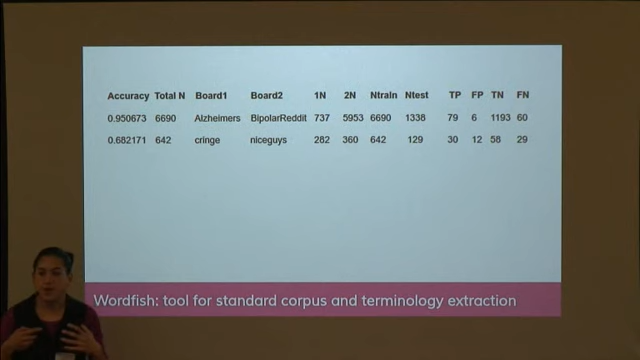 Accuracy Total N Board1 Board2 1N 2N Ntrain Ntest TP FP TN FN
0.950673 6690 Alzheimers BipolarReddit 737 5953 6690 1338 79 6 1193 60
0.682171 642 cringe niceguys 282 360 642 129 30 12 58 29
Wordfish: tool for standard corpus and terminology extraction